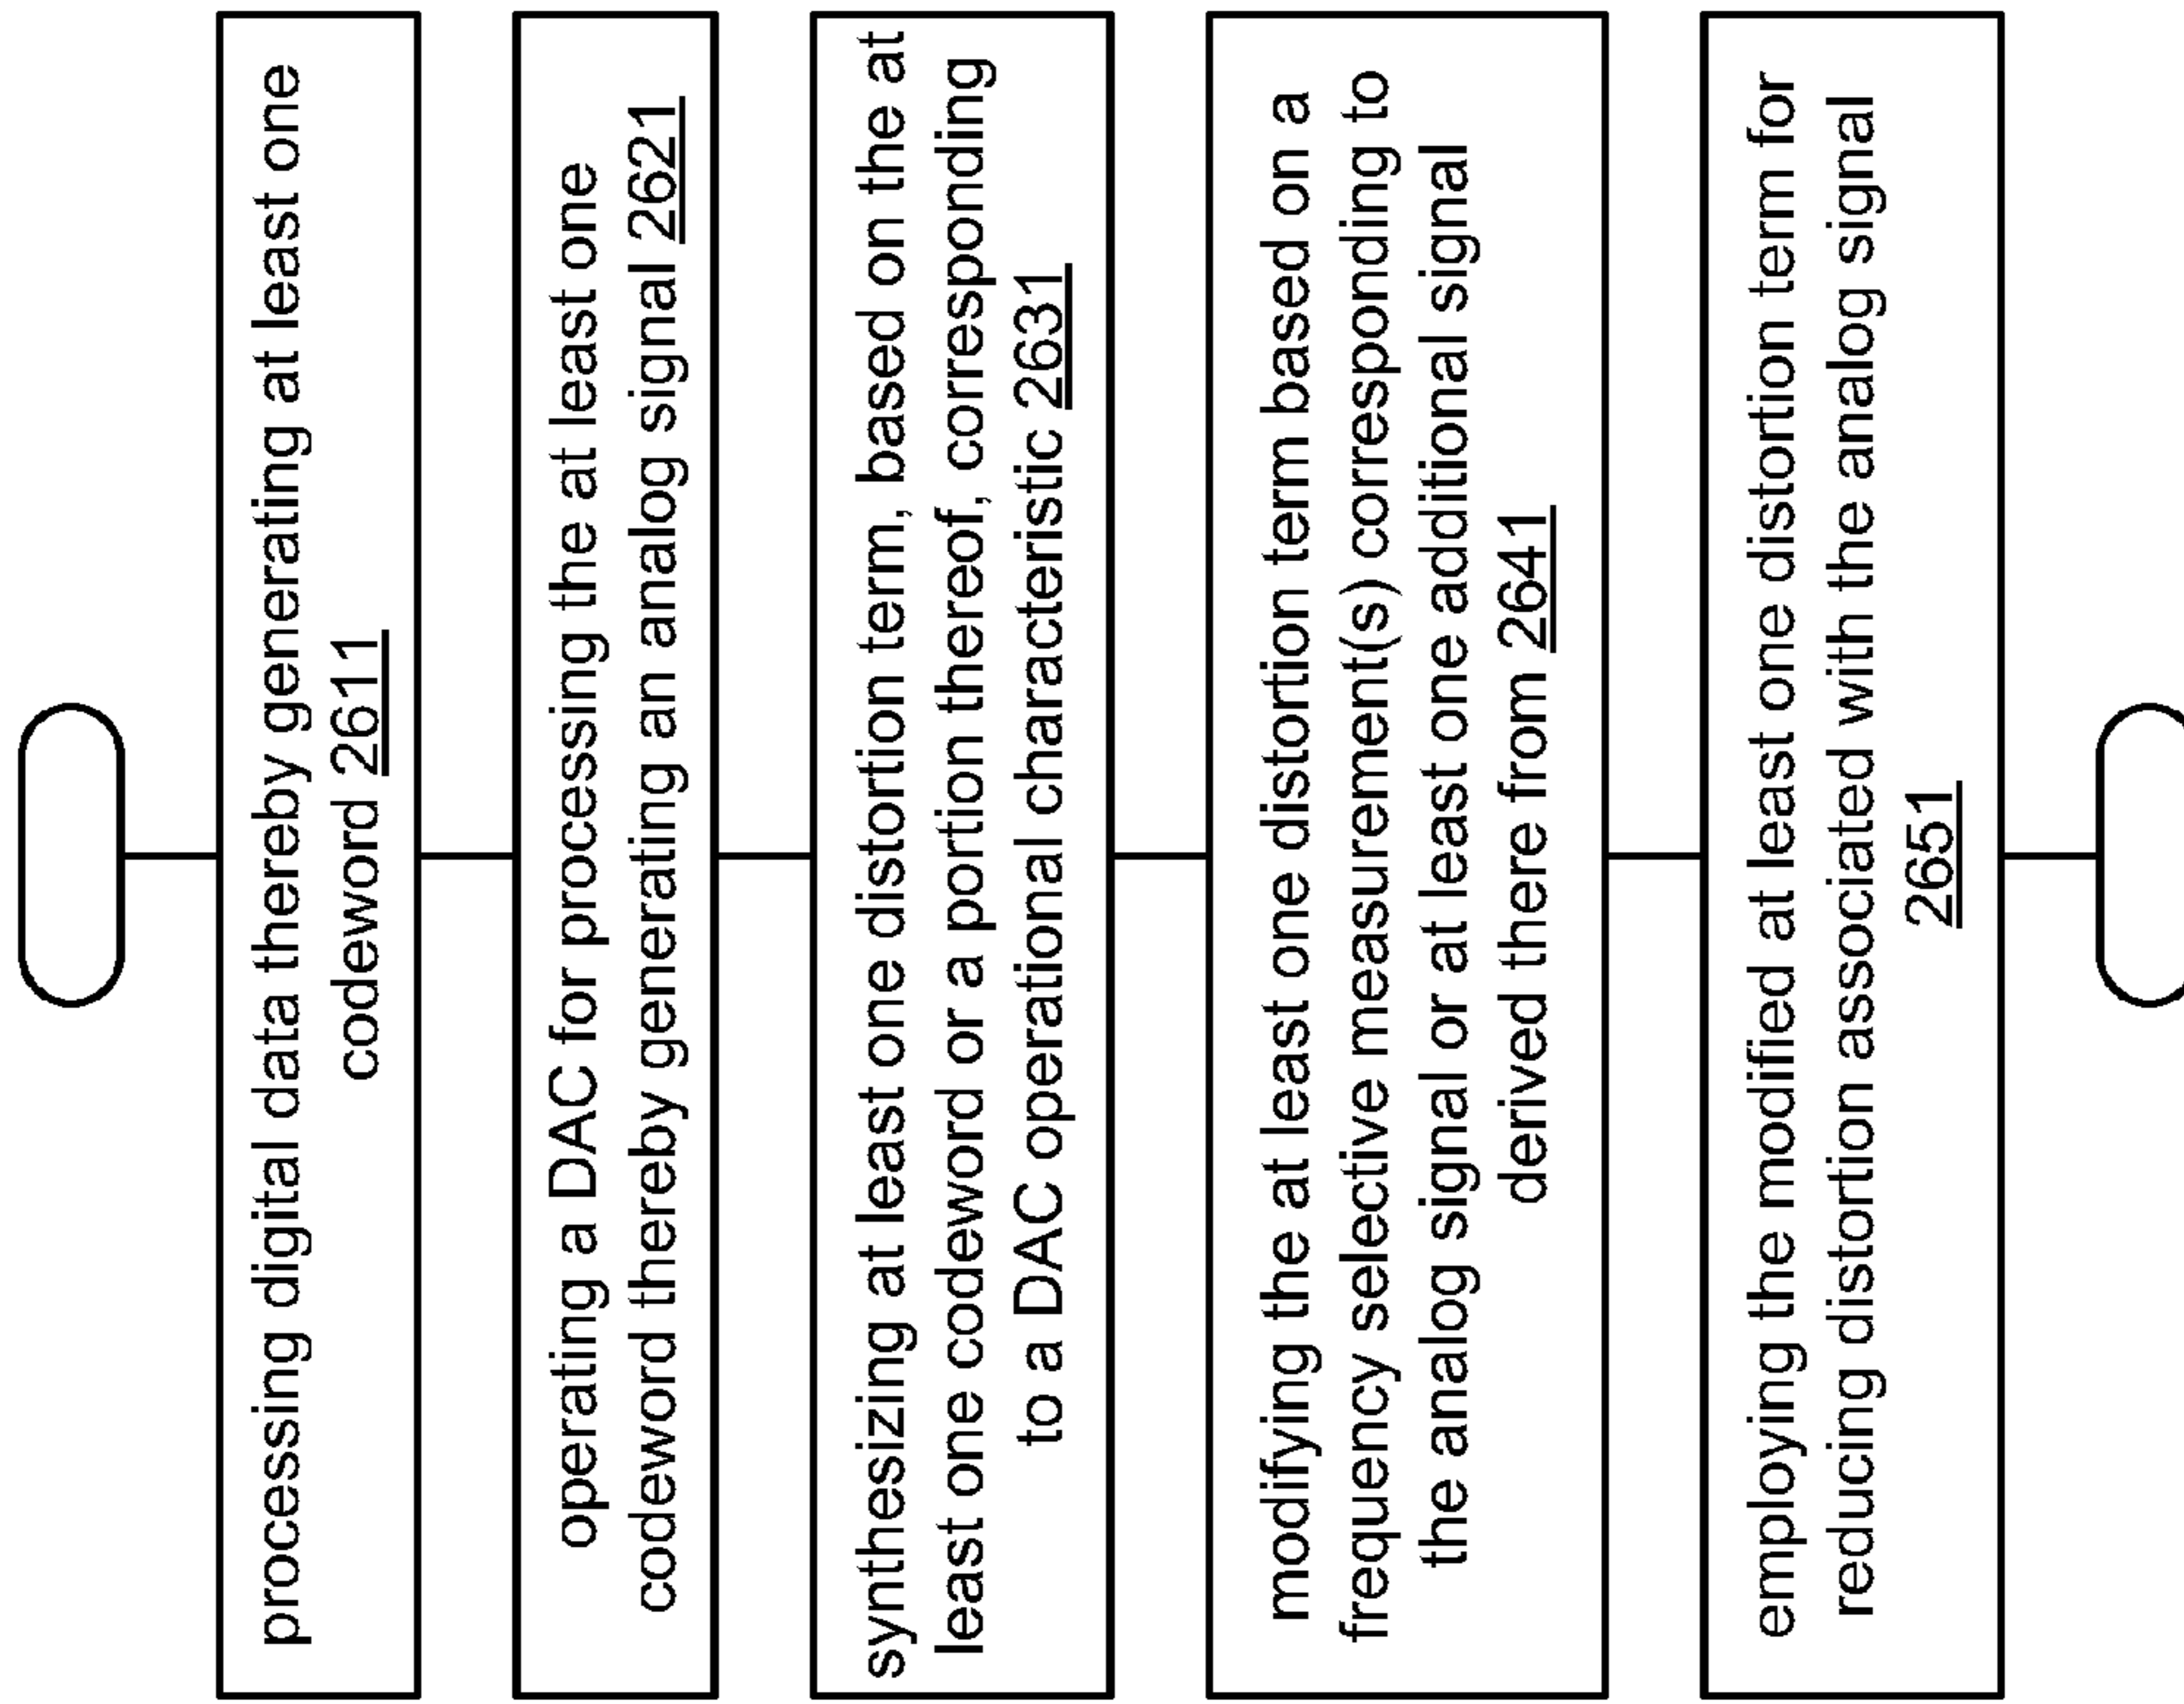 processing digital data thereby generating at least one
codeword 2611
operating a DAC for processing the at least one
codeword thereby generating an analog signal 2621
synthesizing at least one distortion term, based on the at
least one codeword or a portion thereof, corresponding
to a DAC operational characteristic 2631
modifying the at least one distortion term based on a
frequency selective measurement(s) corresponding to
the analog signal or at least one additional signal
derived there from 2641
employing the modified at least one distortion term for
reducing distortion associated with the analog signal
2651